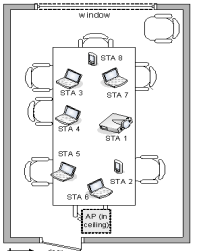 window
STA 8
STA 3
STA 7
STA 4
STA 1
STA 5
STA 2
STA 6
AP (in
ceiling)